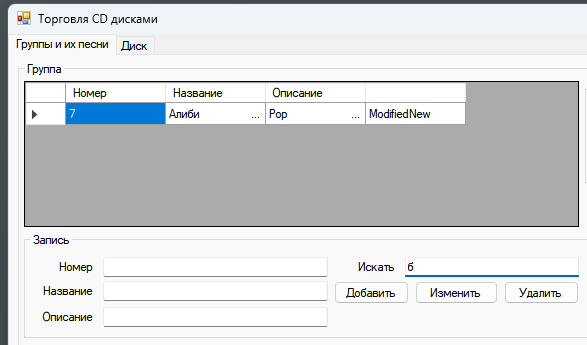 Торговля CD дисками
Группы и их песни Диск
Группа
Номер Название Описание
7 Алиби ... Pop ... ModifiedNew
Запись
Номер Искать б
Название Добавить Изменить Удалить
Описание